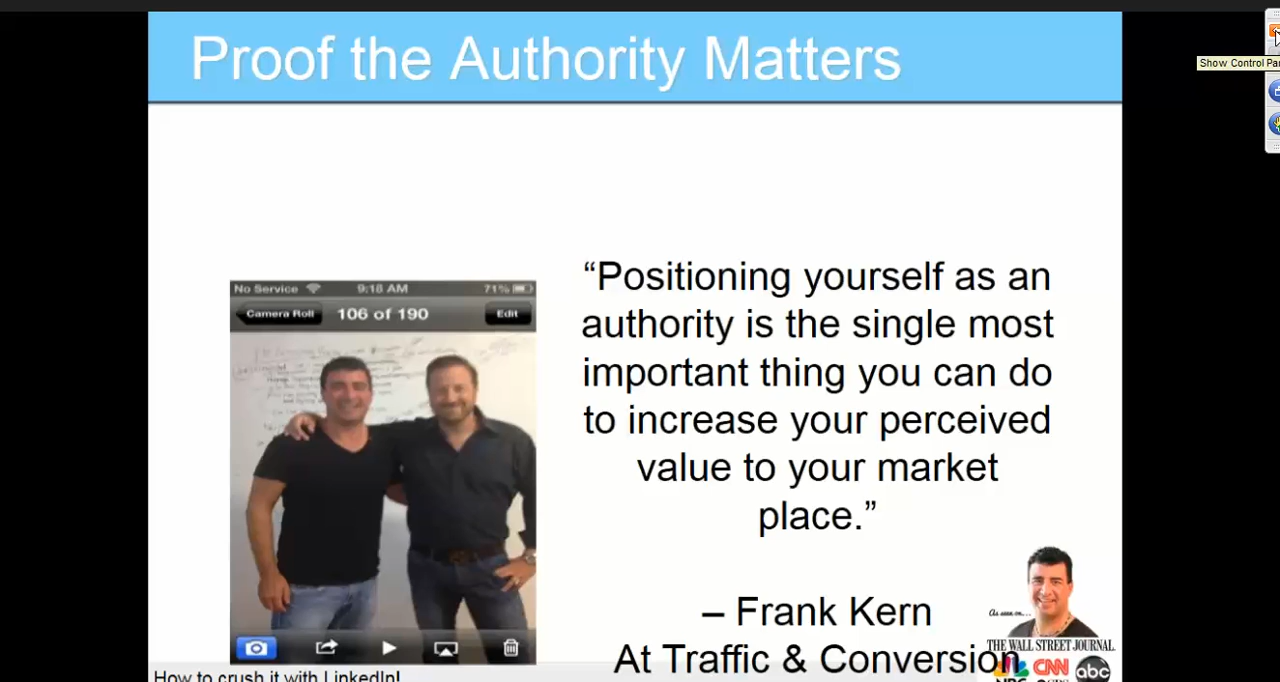 Proof the Authority Matters
Show Control Pa
“Positioning yourself as an
authority is the single most
important thing you can do
to increase your perceived
value to your market
place.”
– Frank Kern
At Traffic & Conversion
No Service 9:18 AM 71%
Camera Roll 106 of 190 Edit
As seen on...
THE WALL STREET JOURNAL.
NBC CNN abc
How to crush it with LinkedIn!